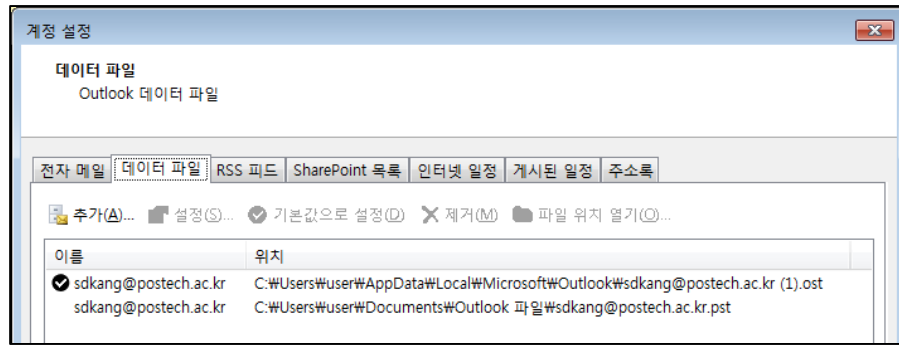 계정 설정
데이터 파일
Outlook 데이터 파일
전자 메일 데이터 파일 RSS 피드 SharePoint 목록 인터넷 일정 게시된 일정 주소록
추가(A)... 설정(S)... 기본값으로 설정(D) 제거(M) 파일 위치 열기(O)...
이름 위치
sdkang@postech.ac.kr C:₩Users₩user₩AppData₩Local₩Microsoft₩Outlook₩sdkang@postech.ac.kr (1).ost
sdkang@postech.ac.kr C:₩Users₩user₩Documents₩Outlook 파일₩sdkang@postech.ac.kr.pst